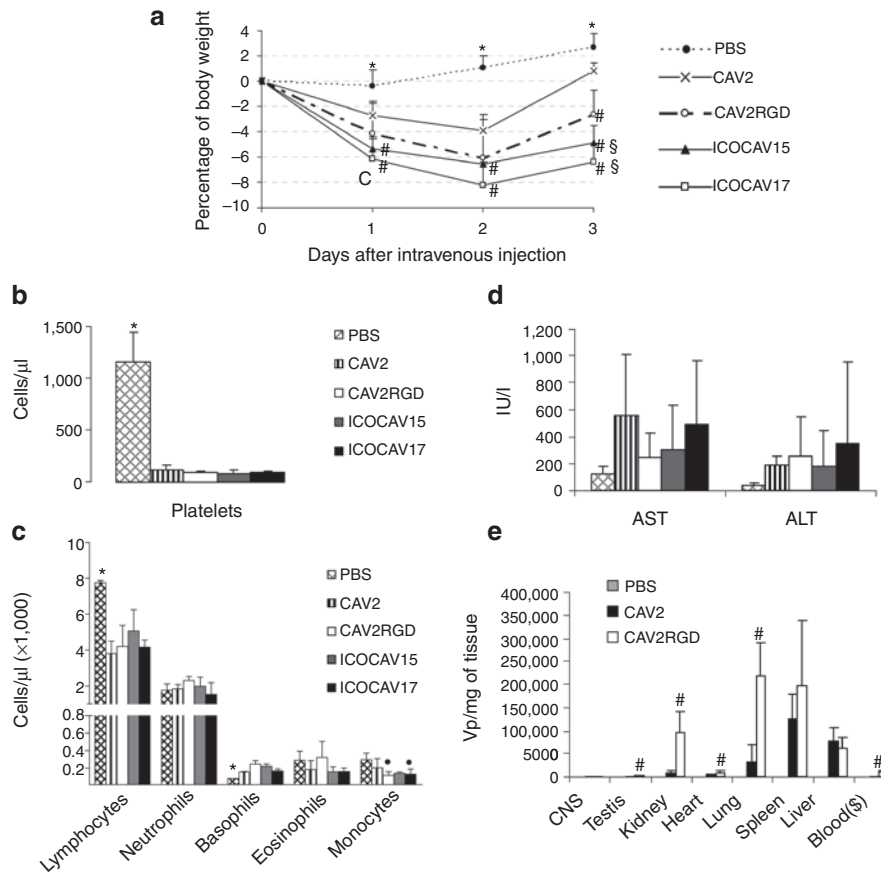 a
4
2
0
−2
−4
−6
−8
−10
Percentage of body weight
* * *
# # # # # # §
# §
C
0 1 2 3
Days after intravenous injection
PBS
CAV2
CAV2RGD
ICOCAV15
ICOCAV17
b
1,500
1,000
500
0
Cells/µl
*
Platelets
PBS
CAV2
CAV2RGD
ICOCAV15
ICOCAV17
d
1,200
1,000
800
600
400
200
0
IU/l
AST ALT
c
10
8
6
4
2
0.8
0.6
0.4
0.2
Cells/µl (×1,000)
*
*
PBS
CAV2
CAV2RGD
ICOCAV15
ICOCAV17
Lymphocytes
Neutrophils
Basophils
Eosinophils
Monocytes
e
400,000
350,000
300,000
250,000
200,000
150,000
100,000
5000
0
Vp/mg of tissue
PBS
CAV2
CAV2RGD
# # # # #
CNS
Testis
Kidney
Heart
Lung
Spleen
Liver
Blood($)